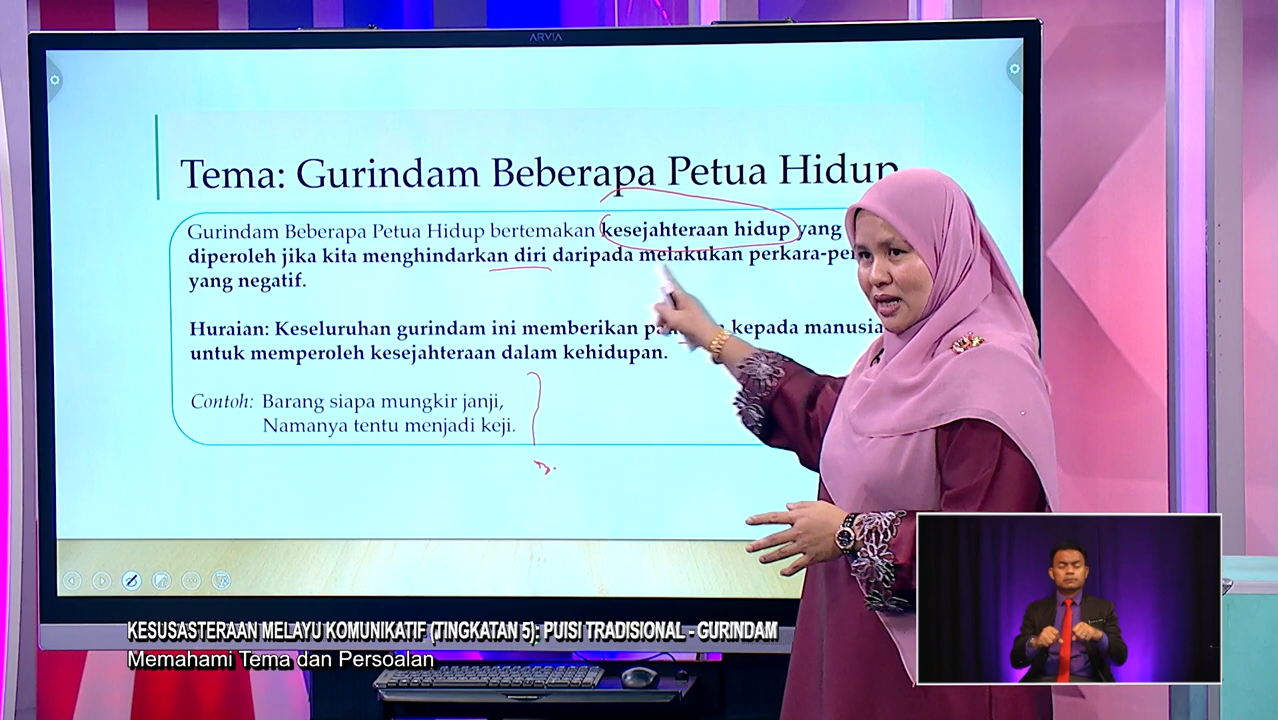 ARVIA
Tema: Gurindam Beberapa Petua Hidup
Gurindam Beberapa Petua Hidup bertemakan kesejahteraan hidup yang
diperoleh jika kita menghindarkan diri daripada melakukan perkara-per
yang negatif.
Huraian: Keseluruhan gurindam ini memberikan kepada manusia
untuk memperoleh kesejahteraan dalam kehidupan.
Contoh: Barang siapa mungkir janji,
Namanya tentu menjadi keji.
KESUSASTERAAN MELAYU KOMUNIKATIF (TINGKATAN 5): PUISI TRADISIONAL - GURINDAM
Memahami Tema dan Persoalan